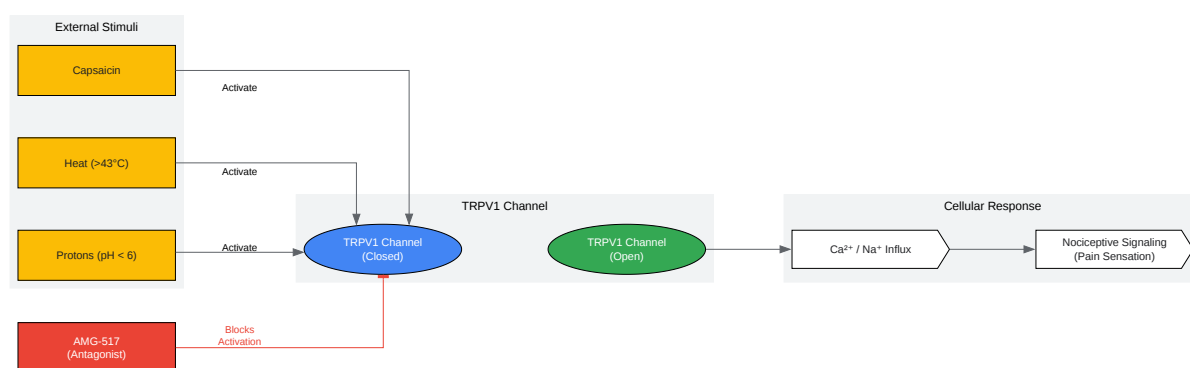 External Stimuli
Capsaicin
Activate
Heat (>43°C)
Activate
TRPV1 Channel
Cellular Response
Protons (pH < 6)
Activate
TRPV1 Channel
(Closed)
TRPV1 Channel
(Open)
Ca²⁺ / Na⁺ Influx
Nociceptive Signaling
(Pain Sensation)
AMG-517
(Antagonist)
Blocks
Activation